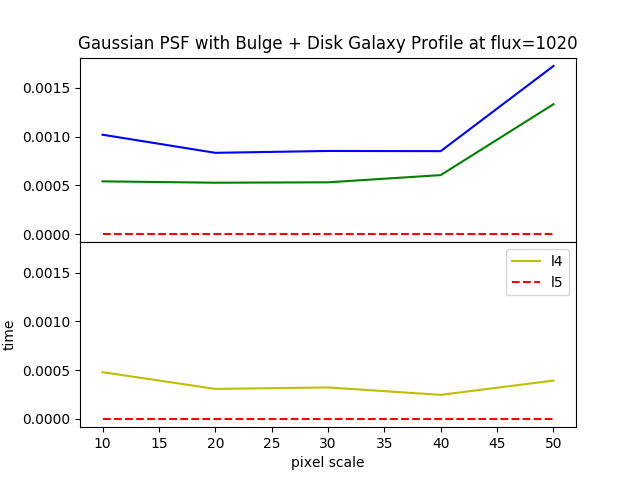 Gaussian PSF with Bulge + Disk Galaxy Profile at flux=1020
0.0015
0.0010
0.0005
0.0000
0.0015
0.0010
0.0005
0.0000
time
l4
l5
10 15 20 25 30 35 40 45 50
pixel scale